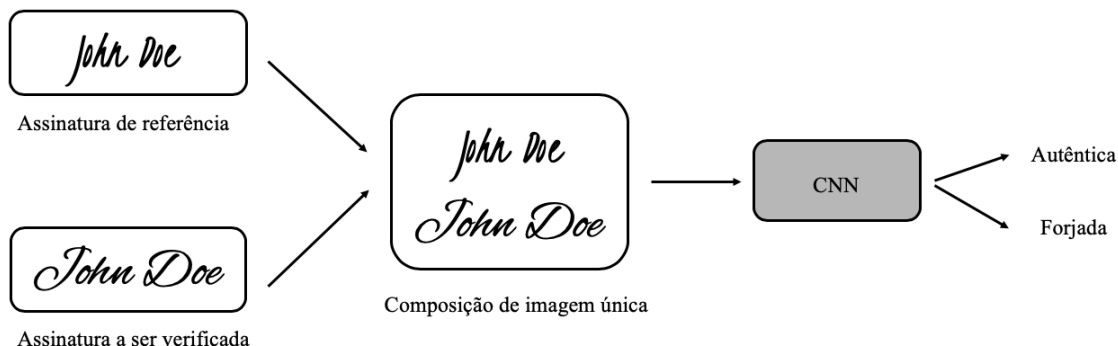 John Doe
Assinatura de referência
John Doe
Assinatura a ser verificada
John Doe
John Doe
Composição de imagem única
CNN
Autêntica
Forjada